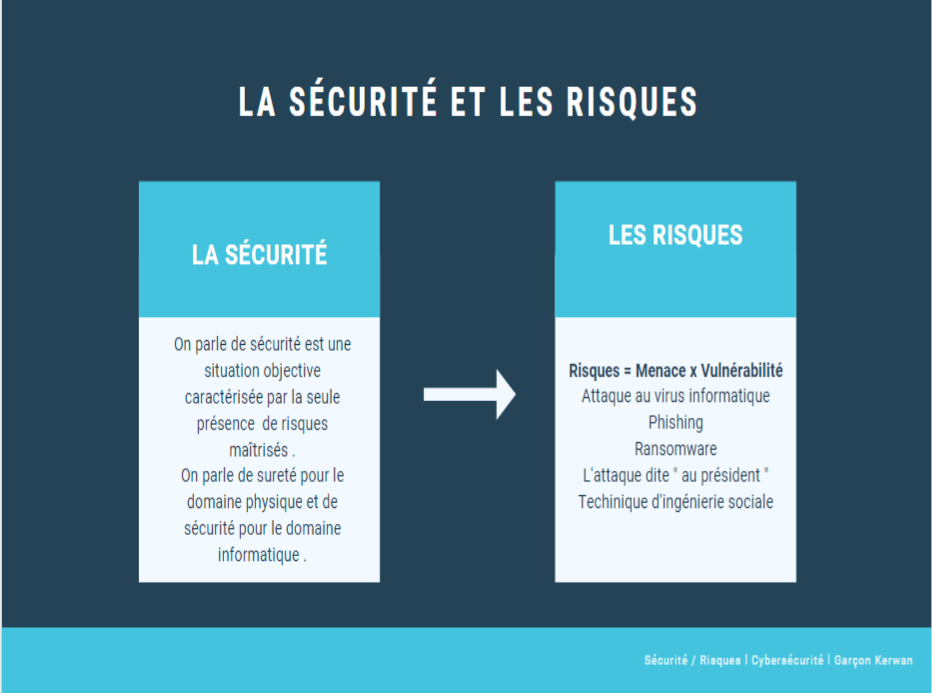 LA SÉCURITÉ ET LES RISQUES
LA SÉCURITÉ
On parle de sécurité est une
situation objective
caractérisée par la seule
présence de risques
maîtrisés .
On parle de sureté pour le
domaine physique et de
sécurité pour le domaine
informatique .
LES RISQUES
Risques = Menace x Vulnérabilité
Attaque au virus informatique
Phishing
Ransomware
L'attaque dite " au président "
Techinique d'ingénierie sociale
Sécurité / Risques | Cybersécurité | Garçon Kerwan